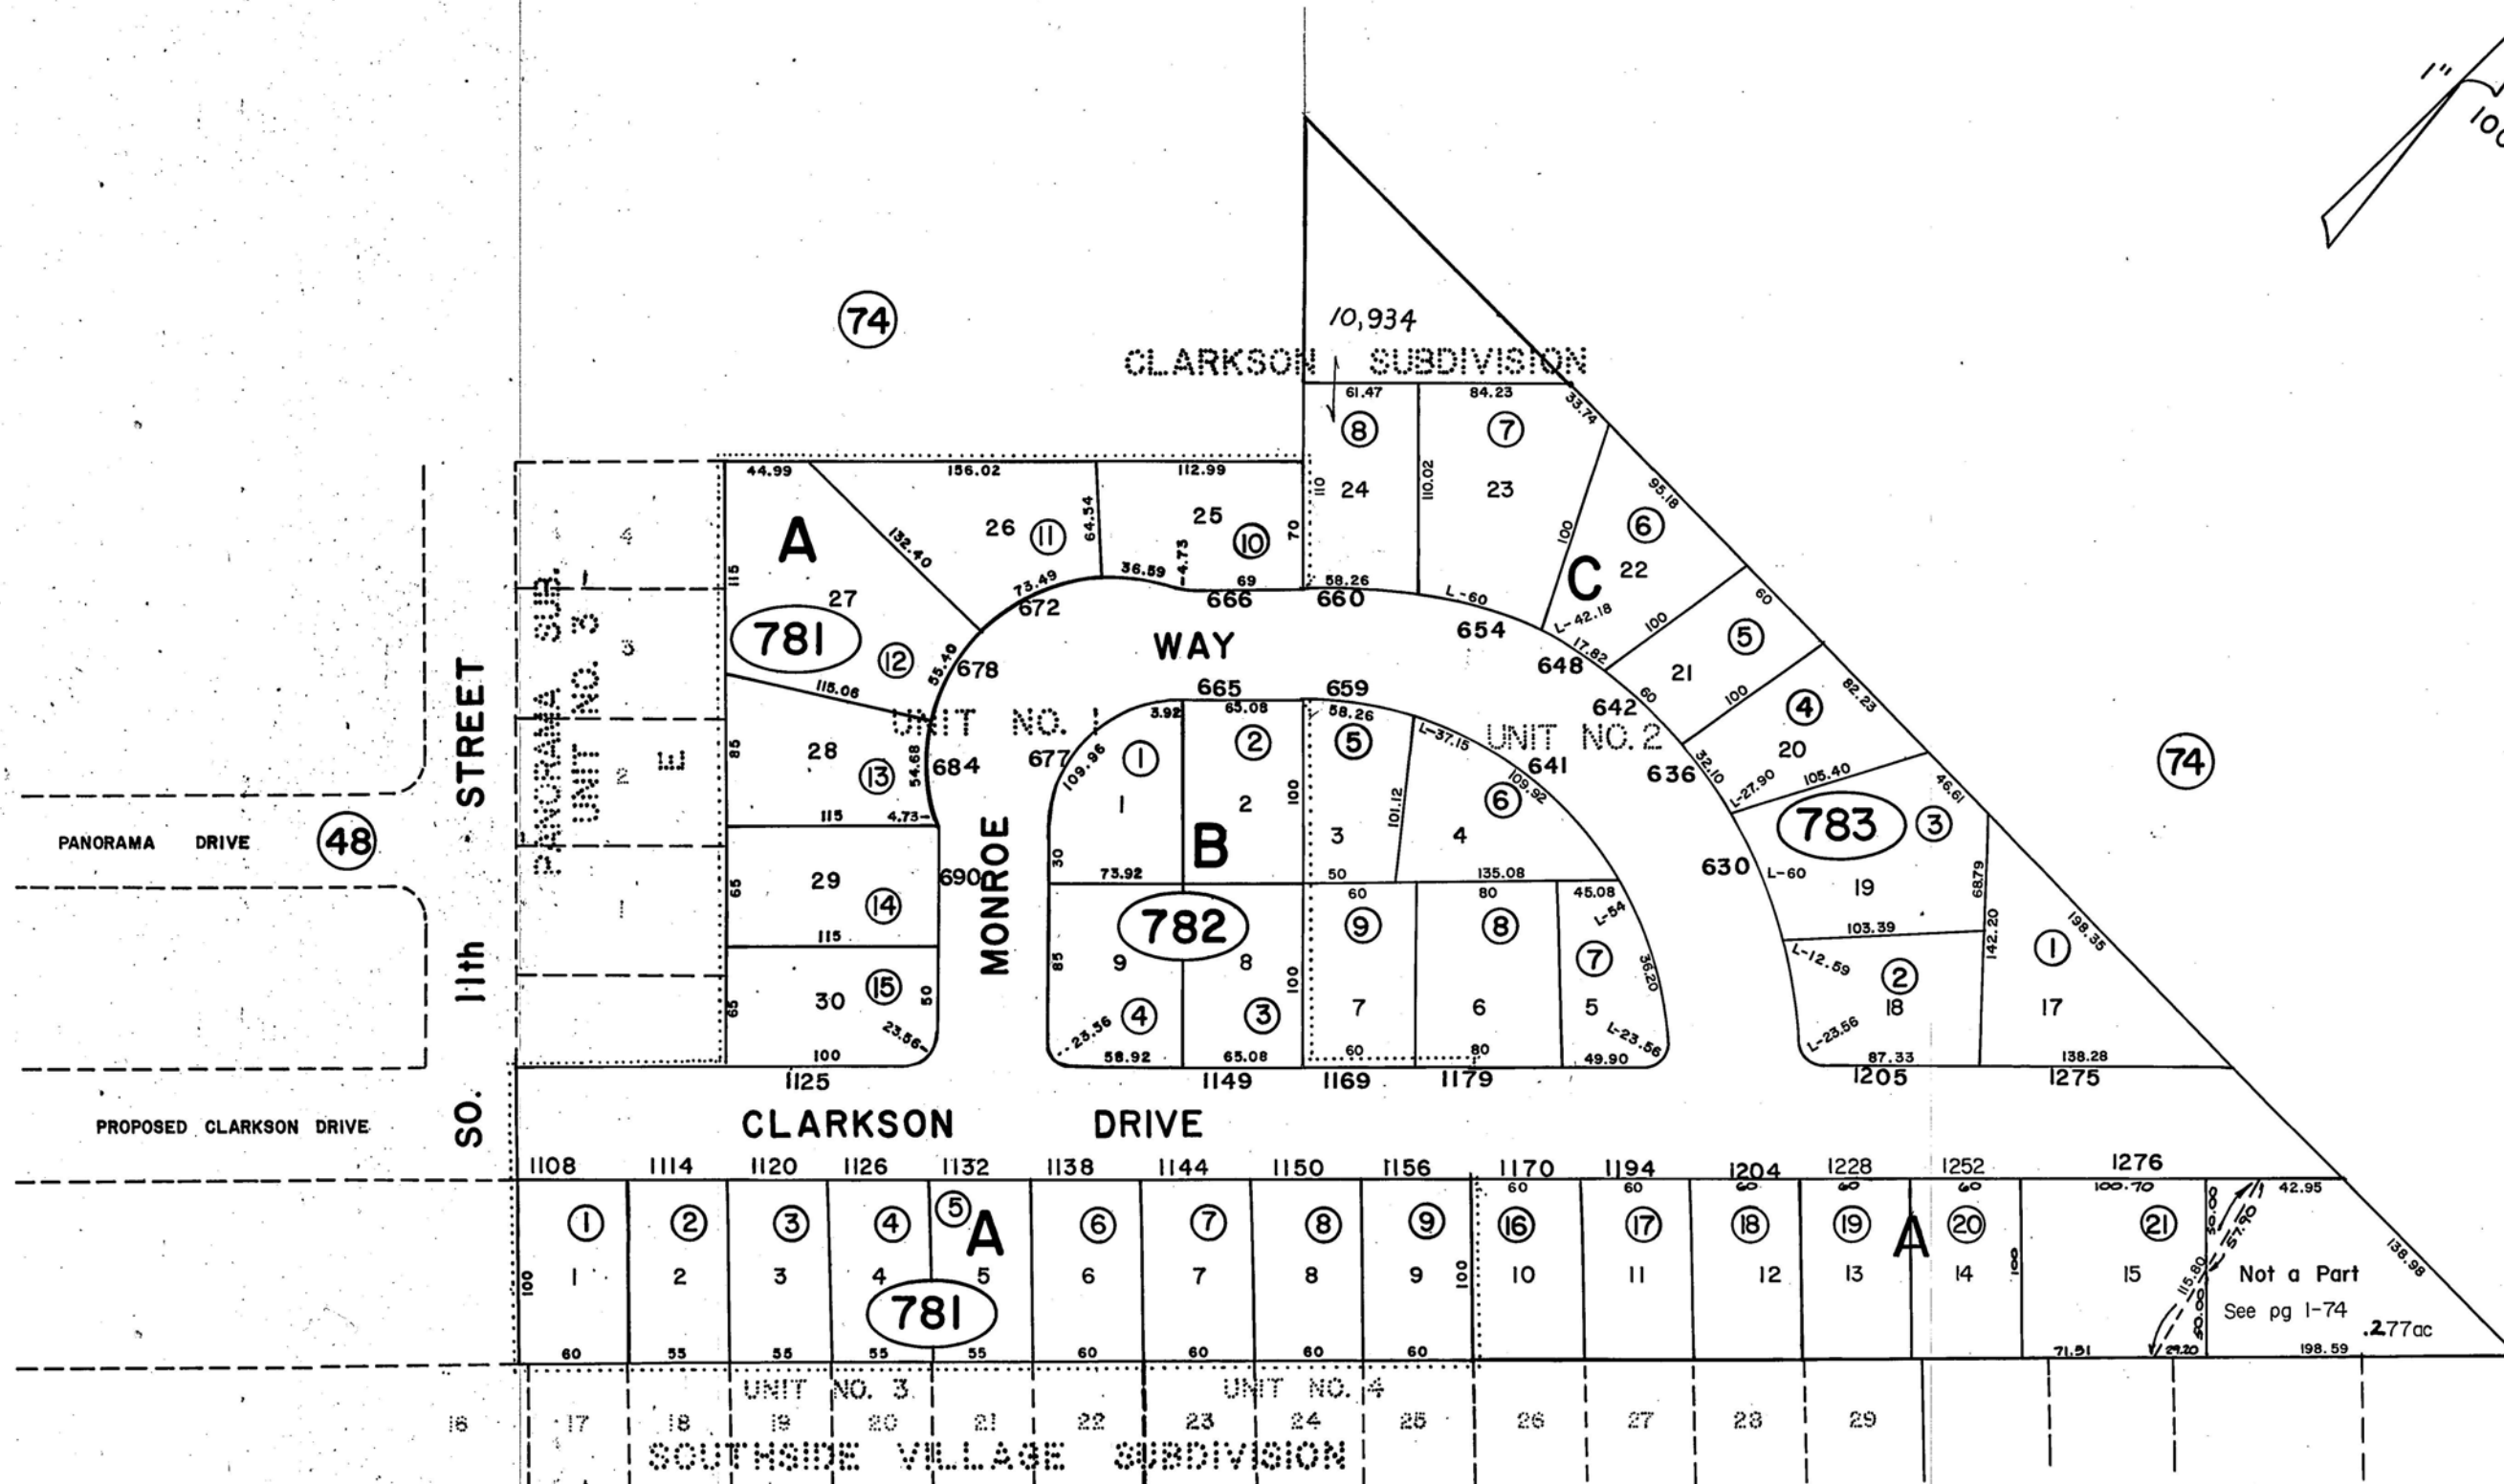 1"
100
74
10,934
CLARKSON SUBDIVISION
61.47 84.23 33.74
8 7
24 110 110.02 23
44.99 156.02 112.99
A 26 11 64.54 25 10 70
132.40 4.73 100 95.18
6
C 22
115 27 73.49 36.59 69 58.26 L-60 L-42.18
672 666 660 654
781 12 55.40 678
WAY
17.82 648 100 60
5
21
115.06
665 659 642 60 100
3.92 65.08 58.26 L-37.15
UNIT NO. 1 UNIT NO. 2
4 82.23
20
85 28 13 54.68 684 677 109.96 1 2 5 641 636 32.10 L-27.90 105.40
74
1 2 100 101.12 6 109.92 46.61
783 3
115 4.73 B 3 4
PANORAMA DRIVE 48
SO. 11th STREET
PANORAMA SUB.
UNIT NO. 3
4
3
2 E
1
65 29 14 690 MONROE
30 73.92 50 135.08
630 L-60 19 68.79
115
782
60 80 45.08 L-54
9 8 7 36.20
103.39 142.20 198.35
L-12.59 2 1
18 17
85 9 8 100
65 30 15 50 23.56
4 3 7 6 5
23.56 L-23.56 L-23.56
100 58.92 65.08 60 80 49.90 87.33 138.28
1125 1149 1169 1179 1205 1275
PROPOSED CLARKSON DRIVE
CLARKSON DRIVE
1108 1114 1120 1126 1132 1138 1144 1150 1156 1170 1194 1204 1228 1252 1276
60 60 60 60 60 100.70 42.95
1 2 3 4 5 A 6 7 8 9 16 17 18 19 A 20 21
50.00 57.90 138.98
100 1 2 3 4 5 6 7 8 9 100 10 11 12 13 14 100 15 115.80 50.00
Not a Part
See pg 1-74
.277ac
781
60 55 55 55 55 60 60 60 60 71.51 29.20 198.59
UNIT NO. 3 UNIT NO. 4
16 17 18 19 20 21 22 23 24 25 26 27 28 29
SOUTHSIDE VILLAGE SUBDIVISION